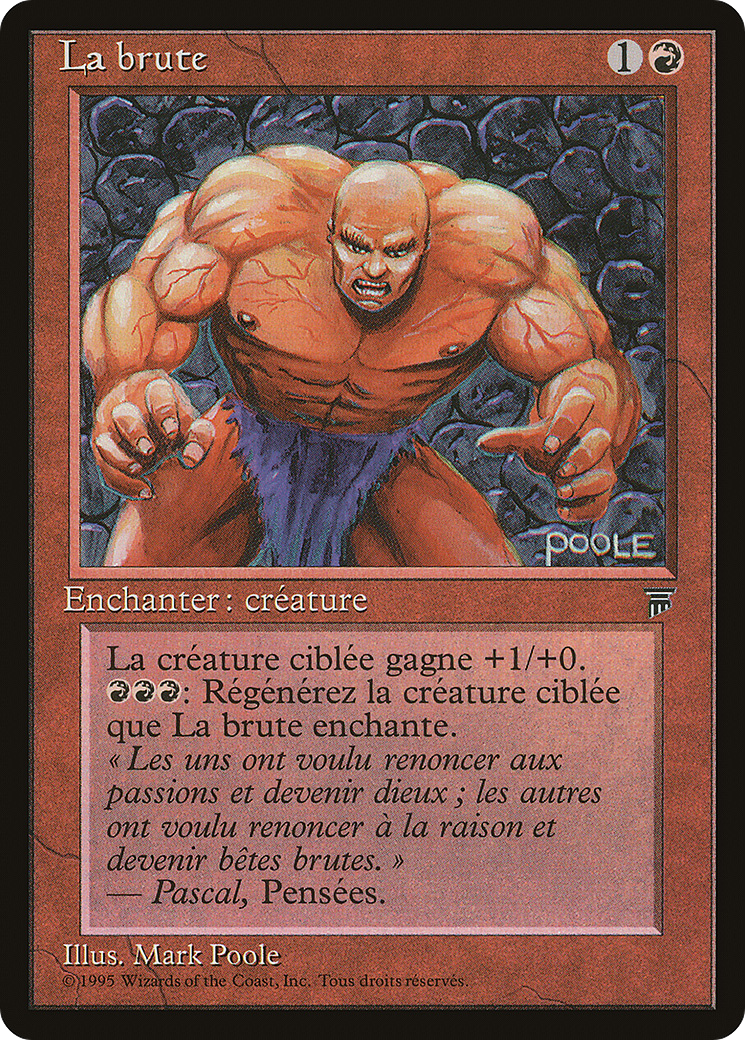 La brute
1
POOLE
Enchanter : créature
La créature ciblée gagne +1/+0.
: Régénérez la créature ciblée
que La brute enchante.
« Les uns ont voulu renoncer aux
passions et devenir dieux ; les autres
ont voulu renoncer à la raison et
devenir bêtes brutes. »
— Pascal, Pensées.
Illus. Mark Poole
©1995 Wizards of the Coast, Inc. Tous droits réservés.